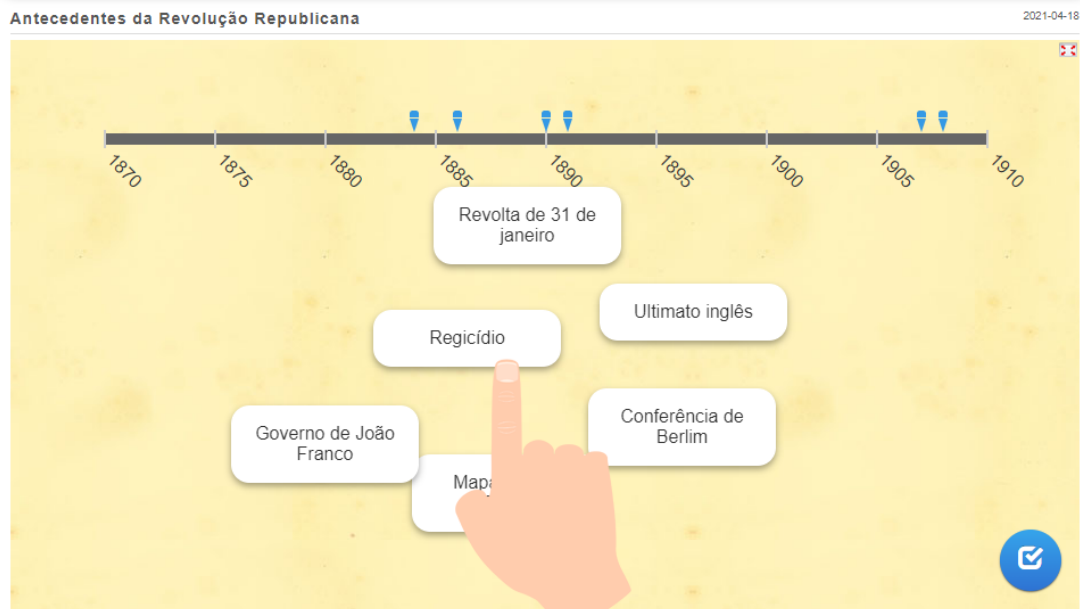 Antecedentes da Revolução Republicana
2021-04-18
1870
1875
1880
1885
1890
1895
1900
1905
1910
Revolta de 31 de
janeiro
Ultimato inglês
Regicídio
Conferência de
Berlim
Governo de João
Franco